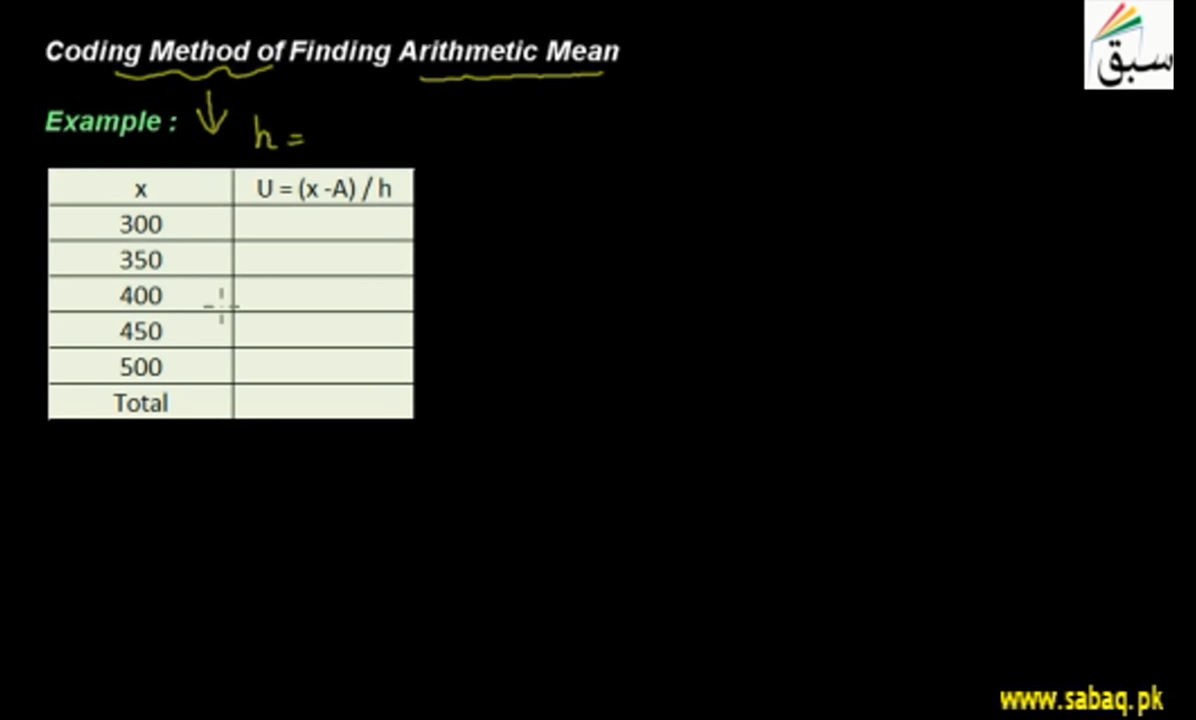 Coding Method of Finding Arithmetic Mean
سبق
Example :
h =
x U = (x -A) / h
300
350
400
450
500
Total
www.sabaq.pk